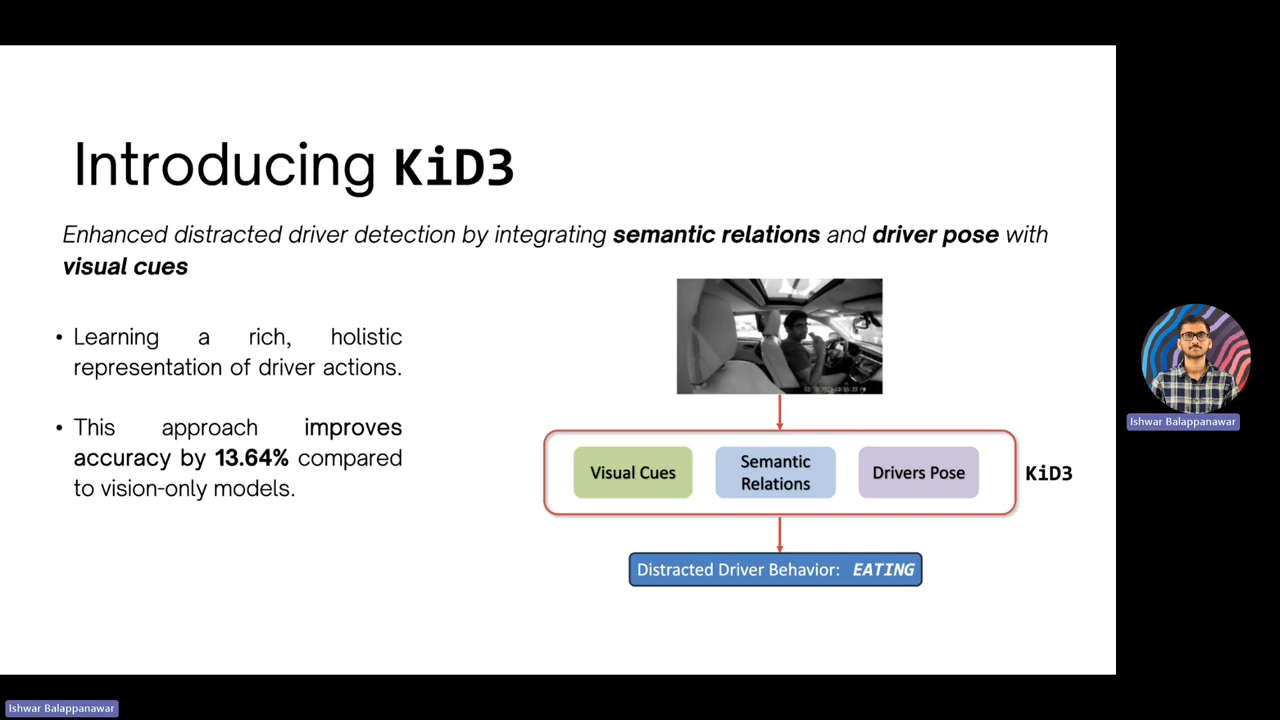 Introducing KiD3
Enhanced distracted driver detection by integrating semantic relations and driver pose with
visual cues
• Learning a rich, holistic
representation of driver actions.
• This approach improves
accuracy by 13.64% compared
to vision-only models.
Visual Cues
Semantic
Relations
Drivers Pose
KiD3
Distracted Driver Behavior: EATING
Ishwar Balappanawar
Ishwar Balappanawar